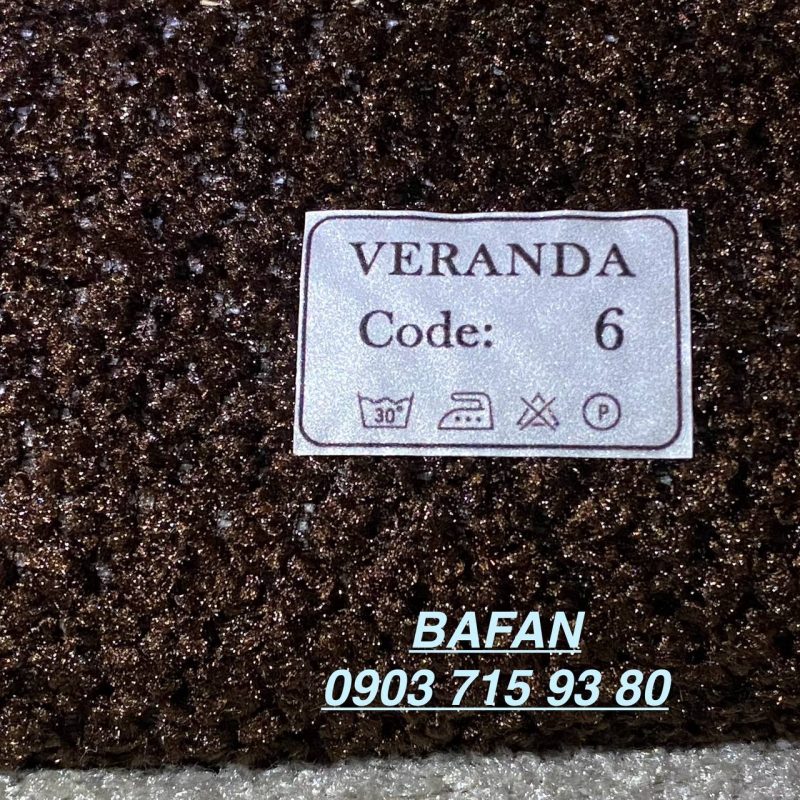 VERANDA
Code: 6
30°
P
BAFAN
0903 715 93 80